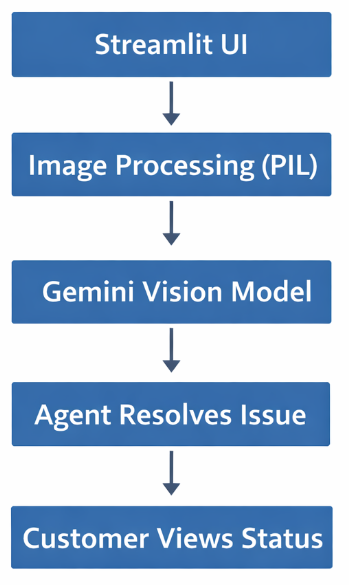 Streamlit UI
Image Processing (PIL)
Gemini Vision Model
Agent Resolves Issue
Customer Views Status